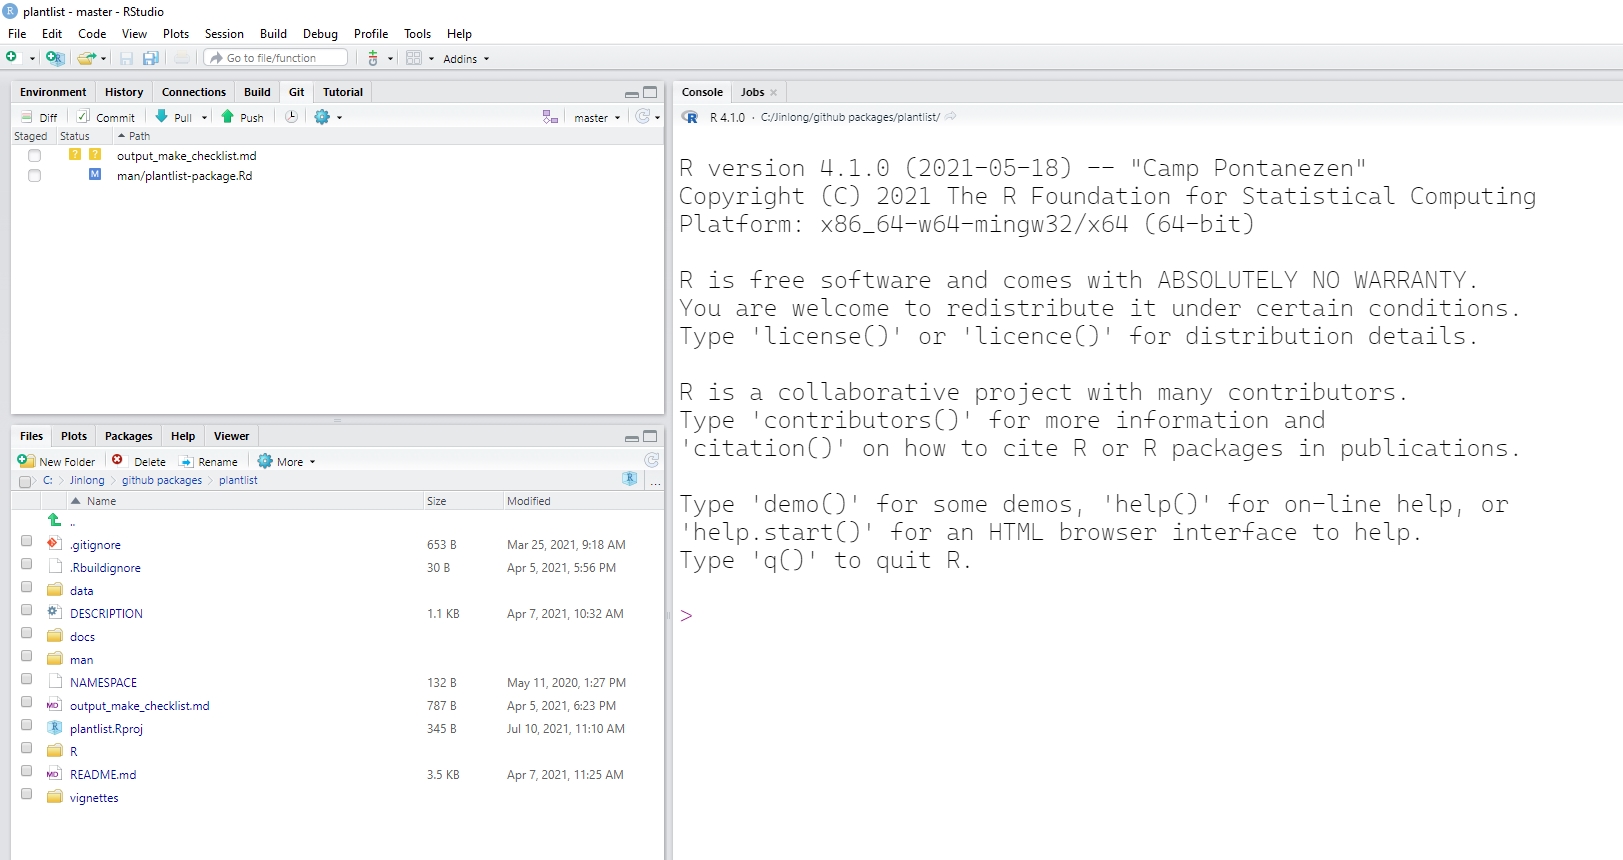 plantlist - master - RStudio
File Edit Code View Plots Session Build Debug Profile Tools Help
Go to file/function Addins
Environment History Connections Build Git Tutorial
Diff Commit Pull Push master
Staged Status Path
? ? output_make_checklist.md
M man/plantlist-package.Rd
Files Plots Packages Help Viewer
New Folder Delete Rename More
C: Jinlong github packages plantlist ...
Name Size Modified
..
.gitignore 653 B Mar 25, 2021, 9:18 AM
.Rbuildignore 30 B Apr 5, 2021, 5:56 PM
data
DESCRIPTION 1.1 KB Apr 7, 2021, 10:32 AM
docs
man
NAMESPACE 132 B May 11, 2020, 1:27 PM
MD output_make_checklist.md 787 B Apr 5, 2021, 6:23 PM
plantlist.Rproj 345 B Jul 10, 2021, 11:10 AM
R
MD README.md 3.5 KB Apr 7, 2021, 11:25 AM
vignettes
Console Jobs
R R 4.1.0 · C:/Jinlong/github packages/plantlist/
R version 4.1.0 (2021-05-18) -- "Camp Pontanezen"
Copyright (C) 2021 The R Foundation for Statistical Computing
Platform: x86_64-w64-mingw32/x64 (64-bit)
R is free software and comes with ABSOLUTELY NO WARRANTY.
You are welcome to redistribute it under certain conditions.
Type 'license()' or 'licence()' for distribution details.
R is a collaborative project with many contributors.
Type 'contributors()' for more information and
'citation()' on how to cite R or R packages in publications.
Type 'demo()' for some demos, 'help()' for on-line help, or
'help.start()' for an HTML browser interface to help.
Type 'q()' to quit R.
>